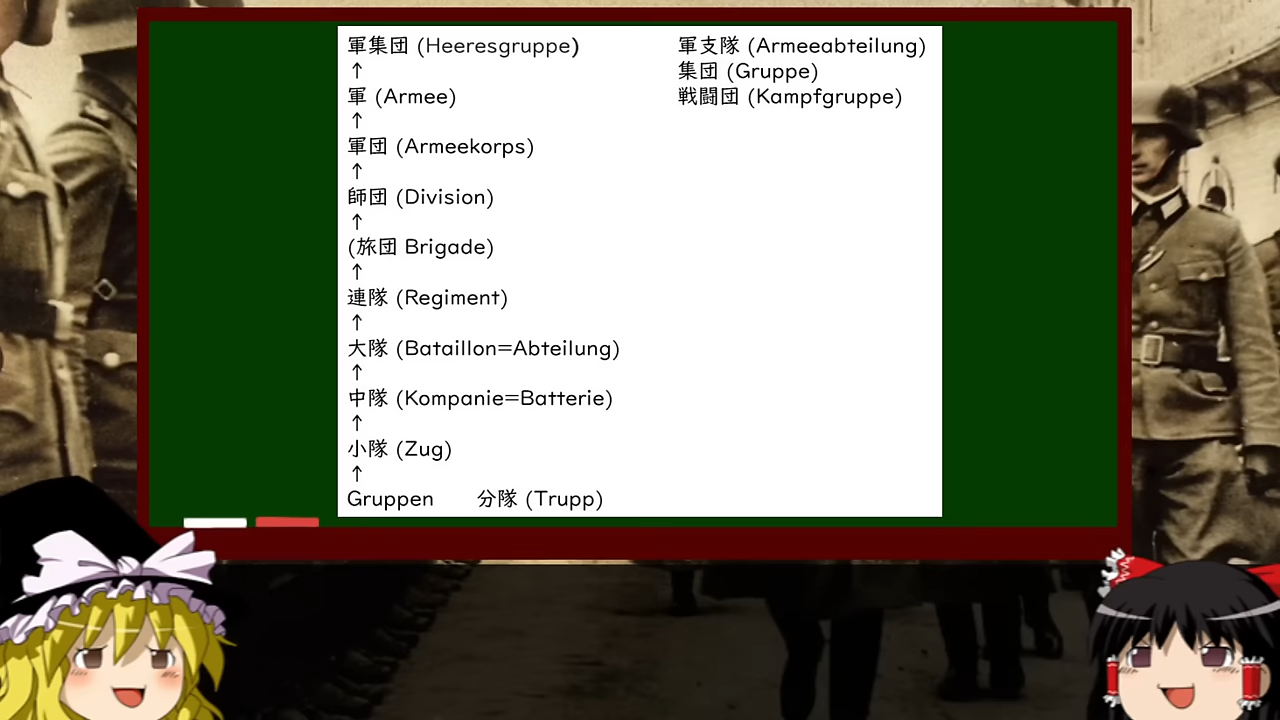 軍集団 (Heeresgruppe)
↑
軍 (Armee)
↑
軍団 (Armeekorps)
↑
師団 (Division)
↑
(旅団 Brigade)
↑
連隊 (Regiment)
↑
大隊 (Bataillon=Abteilung)
↑
中隊 (Kompanie=Batterie)
↑
小隊 (Zug)
↑
Gruppen 分隊 (Trupp)
軍支隊 (Armeeabteilung)
集団 (Gruppe)
戦闘団 (Kampfgruppe)